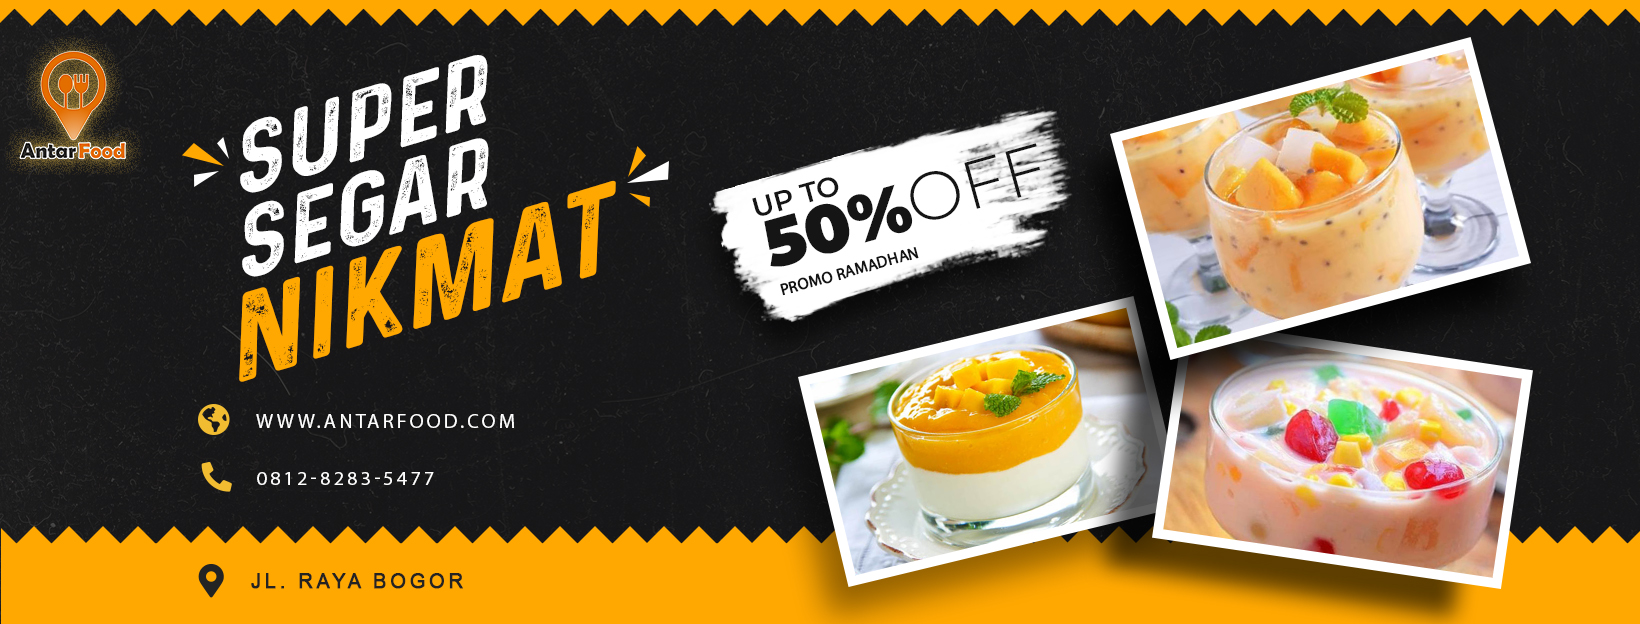 AntarFood
SUPER
SEGAR
NIKMAT
UP TO
50%OFF
PROMO RAMADHAN
WWW.ANTARFOOD.COM
0812-8283-5477
JL. RAYA BOGOR